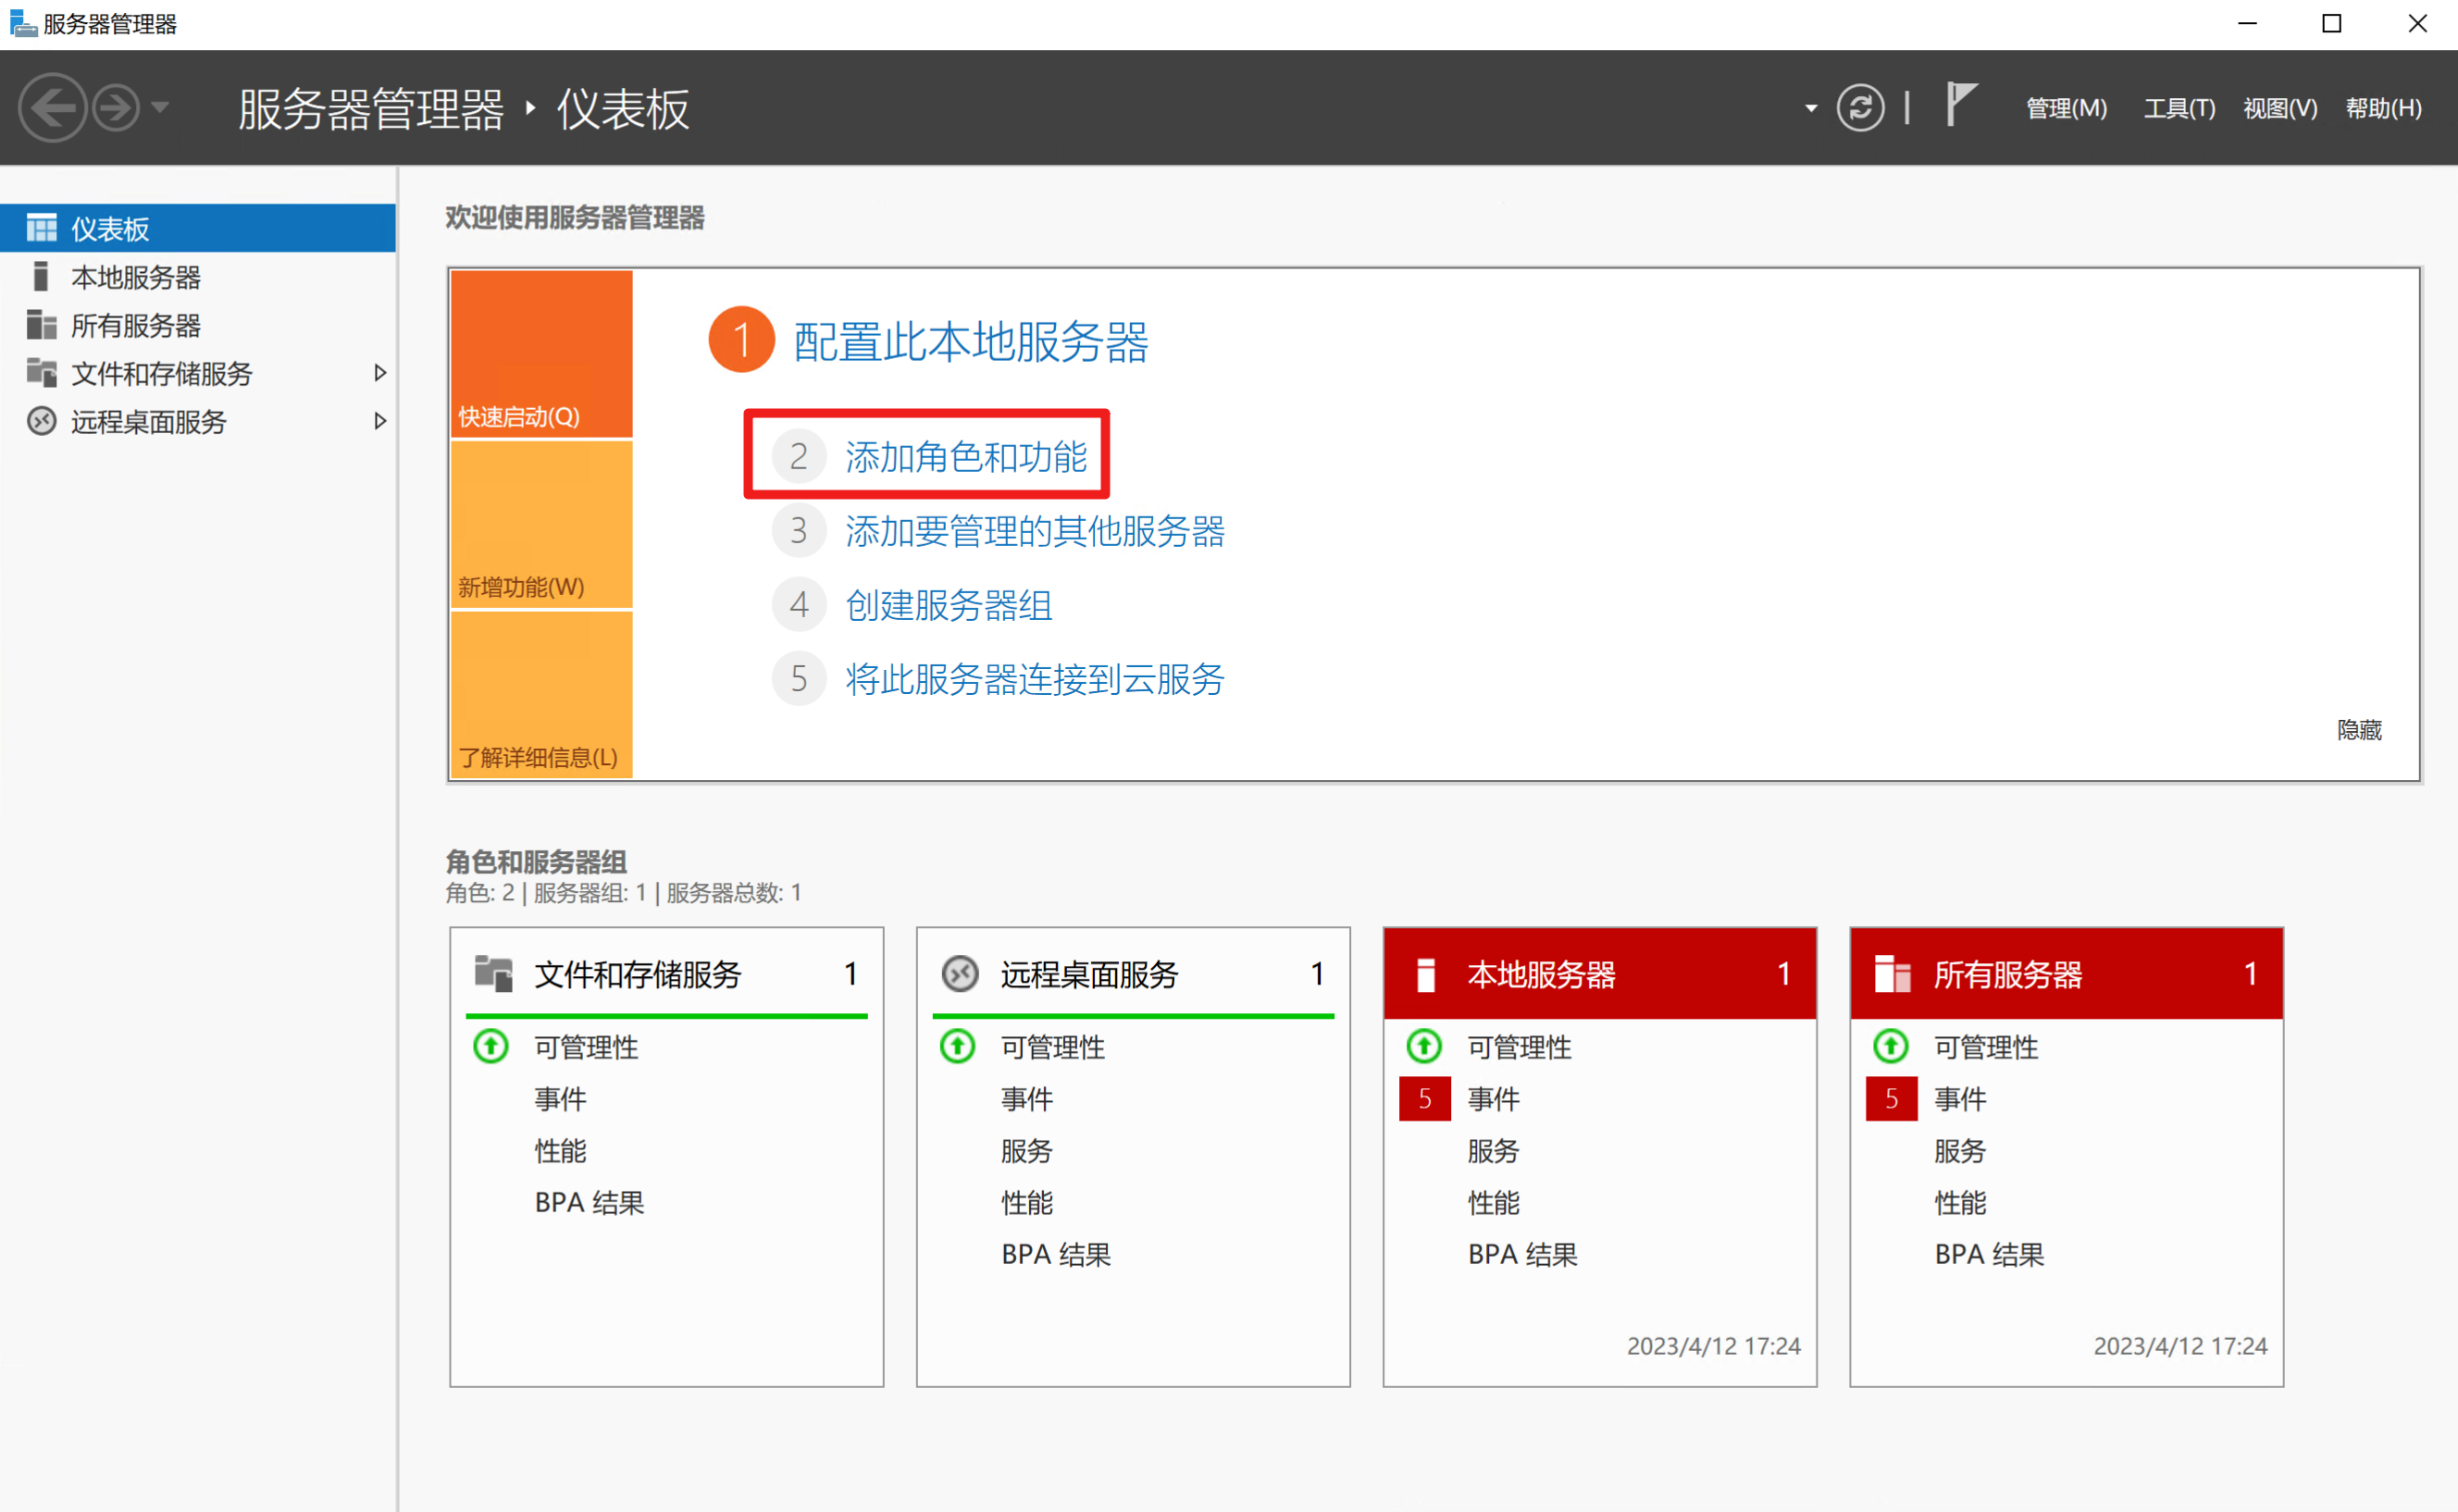 服务器管理器
服务器管理器 ‣ 仪表板
管理(M) 工具(T) 视图(V) 帮助(H)
仪表板
本地服务器
所有服务器
文件和存储服务
远程桌面服务
欢迎使用服务器管理器
快速启动(Q)
新增功能(W)
了解详细信息(L)
1 配置此本地服务器
2 添加角色和功能
3 添加要管理的其他服务器
4 创建服务器组
5 将此服务器连接到云服务
隐藏
角色和服务器组
角色: 2 | 服务器组: 1 | 服务器总数: 1
文件和存储服务 1
可管理性
事件
性能
BPA 结果
远程桌面服务 1
可管理性
事件
服务
性能
BPA 结果
本地服务器 1
可管理性
5 事件
服务
性能
BPA 结果
2023/4/12 17:24
所有服务器 1
可管理性
5 事件
服务
性能
BPA 结果
2023/4/12 17:24